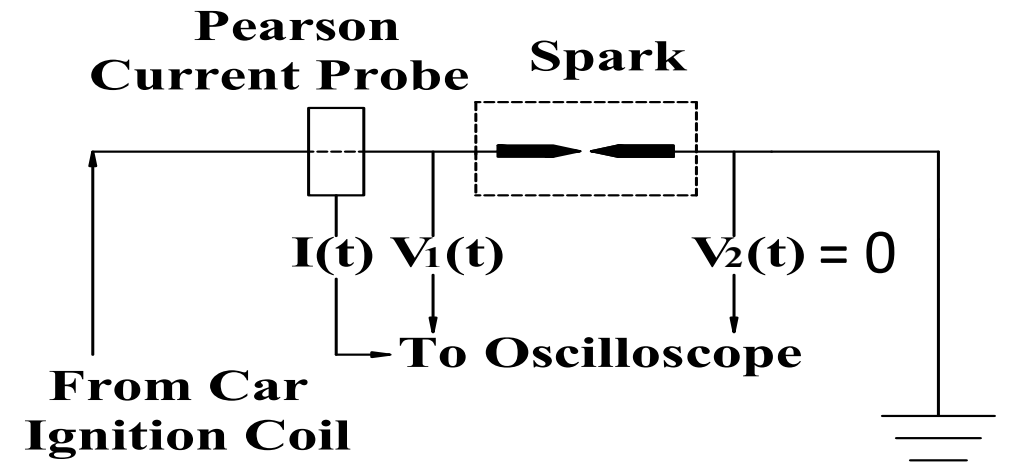 Pearson
Current Probe
Spark
I(t) V1(t)
V2(t) = 0
To Oscilloscope
From Car
Ignition Coil